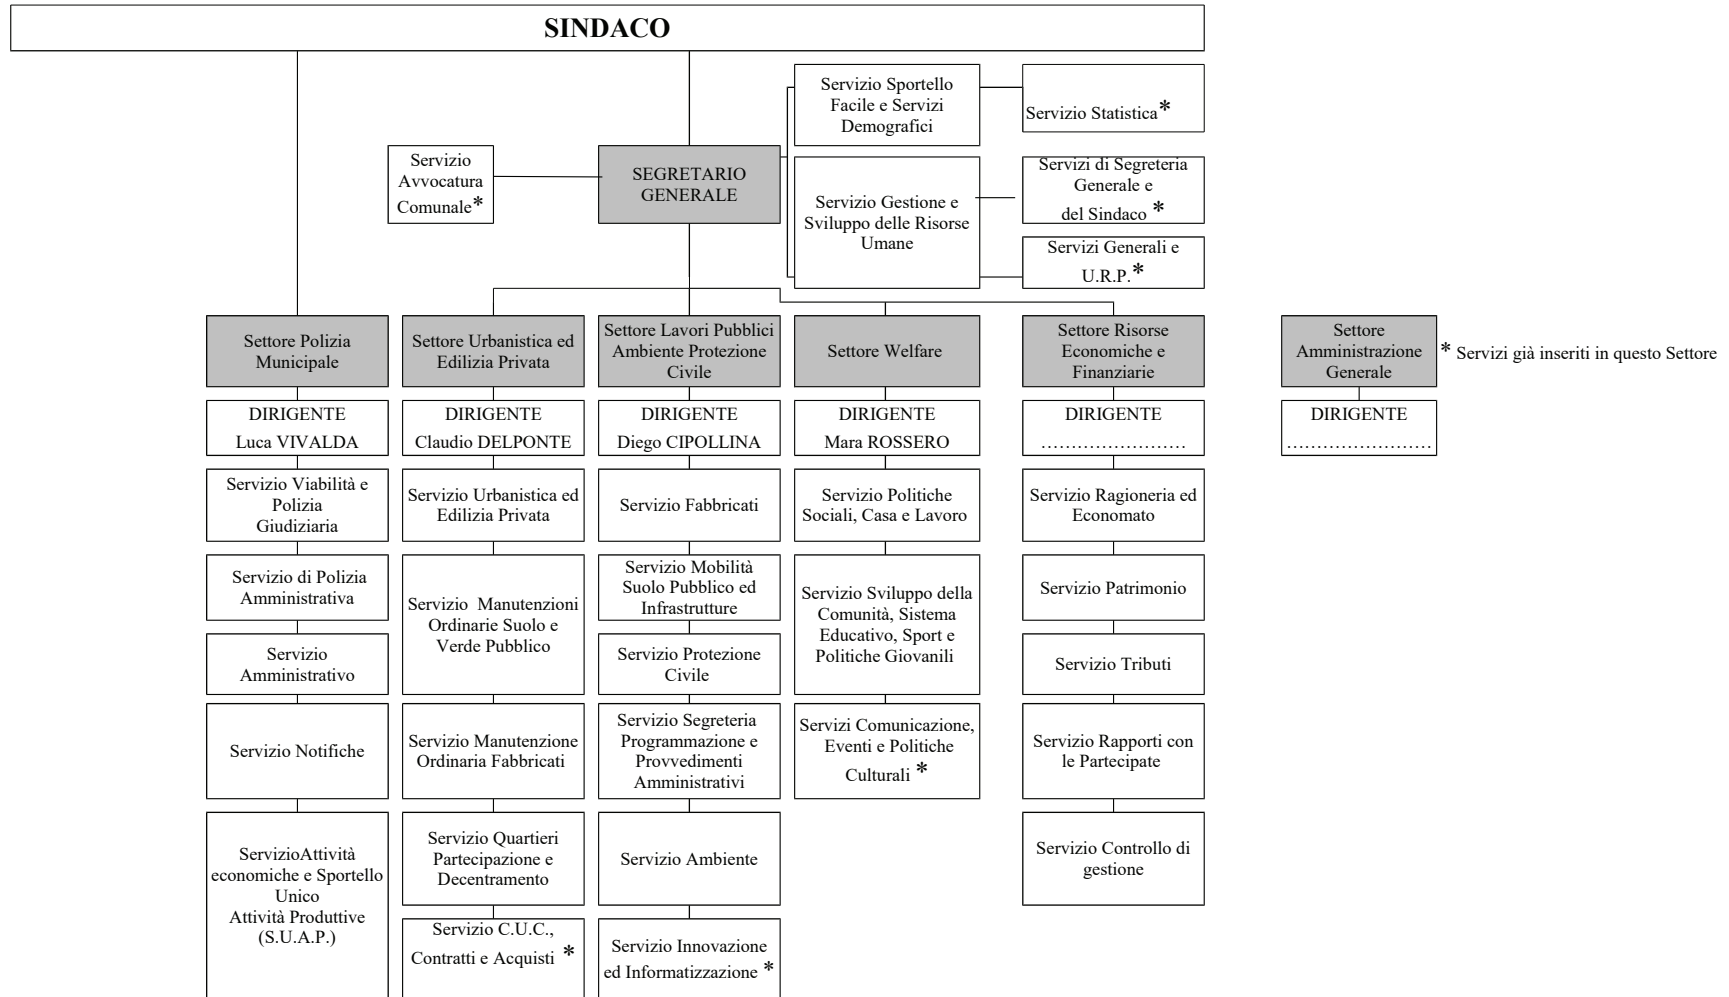 SINDACO
Servizio Sportello
Facile e Servizi
Demografici
Servizio Statistica*
Servizio
Avvocatura
Comunale*
SEGRETARIO
GENERALE
Servizio Gestione e
Sviluppo delle Risorse
Umane
Servizi di Segreteria
Generale e
del Sindaco *
Servizi Generali e
U.R.P.*
Settore Polizia
Municipale
Settore Urbanistica ed
Edilizia Privata
Settore Lavori Pubblici
Ambiente Protezione
Civile
Settore Welfare
Settore Risorse
Economiche e
Finanziarie
Settore
Amministrazione
Generale
* Servizi già inseriti in questo Settore
DIRIGENTE
Luca VIVALDA
DIRIGENTE
Claudio DELPONTE
DIRIGENTE
Diego CIPOLLINA
DIRIGENTE
Mara ROSSERO
DIRIGENTE
……………………
DIRIGENTE
……………………
Servizio Viabilità e
Polizia
Giudiziaria
Servizio Urbanistica ed
Edilizia Privata
Servizio Fabbricati
Servizio Politiche
Sociali, Casa e Lavoro
Servizio Ragioneria ed
Economato
Servizio di Polizia
Amministrativa
Servizio  Manutenzioni
Ordinarie Suolo e
Verde Pubblico
Servizio Mobilità
Suolo Pubblico ed
Infrastrutture
Servizio Sviluppo della
Comunità, Sistema
Educativo, Sport e
Politiche Giovanili
Servizio Patrimonio
Servizio
Amministrativo
Servizio Protezione
Civile
Servizio Tributi
Servizio Notifiche
Servizio Manutenzione
Ordinaria Fabbricati
Servizio Segreteria
Programmazione e
Provvedimenti
Amministrativi
Servizi Comunicazione,
Eventi e Politiche
Culturali *
Servizio Rapporti con
le Partecipate
ServizioAttività
economiche e Sportello
Unico
Attività Produttive
(S.U.A.P.)
Servizio Quartieri
Partecipazione e
Decentramento
Servizio Ambiente
Servizio Controllo di
gestione
Servizio C.U.C.,
Contratti e Acquisti *
Servizio Innovazione
ed Informatizzazione *